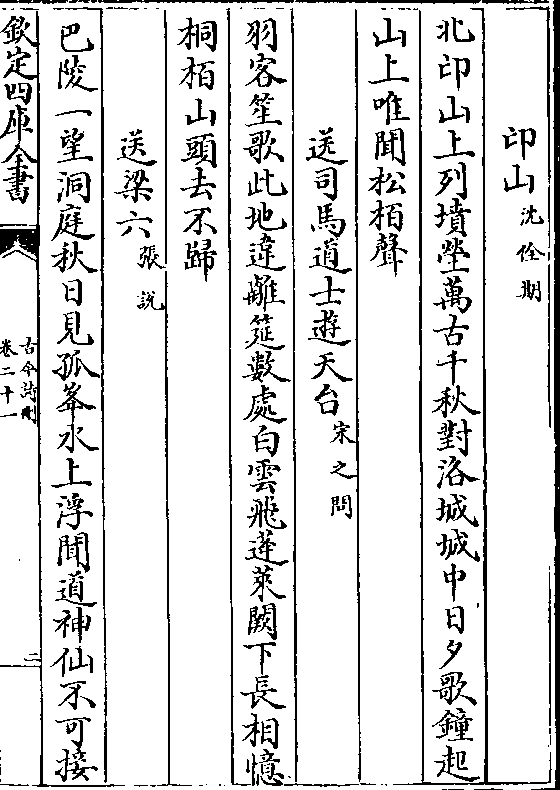 卭山沈佺期
北卭山上列墳塋萬古千秋對洛城城中日夕歌鐘起
山上唯聞松栢聲
送司馬道士遊天台宋之問
羽客笙歌此地違離筵數處白雲飛蓬萊闕下長相憶
桐栢山頭去不歸
送梁六張說
巴陵一望洞庭秋日見孤峯水上浮聞道神仙不可接
欽定四庫全書
古今詩刪
卷二十一
二